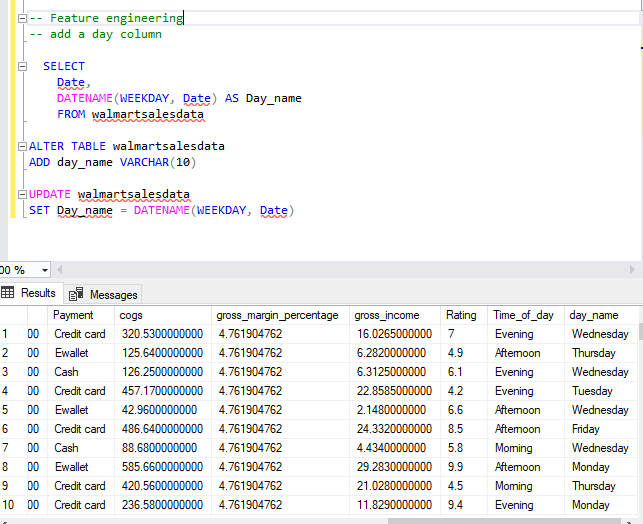 -- Feature engineering
-- add a day column
SELECT
Date,
DATENAME(WEEKDAY, Date) AS Day_name
FROM walmartsalesdata
ALTER TABLE walmartsalesdata
ADD day_name VARCHAR(10)
UPDATE walmartsalesdata
SET Day_name = DATENAME(WEEKDAY, Date)
00 %
Results Messages
Payment cogs gross_margin_percentage gross_income Rating Time_of_day day_name
1 00 Credit card 320.5300000000 4.761904762 16.0265000000 7 Evening Wednesday
2 00 Ewallet 125.6400000000 4.761904762 6.2820000000 4.9 Afternoon Thursday
3 00 Cash 126.2500000000 4.761904762 6.3125000000 6.1 Evening Wednesday
4 00 Credit card 457.1700000000 4.761904762 22.8585000000 4.2 Evening Tuesday
5 00 Ewallet 42.9600000000 4.761904762 2.1480000000 6.6 Afternoon Wednesday
6 00 Credit card 486.6400000000 4.761904762 24.3320000000 8.5 Afternoon Friday
7 00 Cash 88.6800000000 4.761904762 4.4340000000 5.8 Morning Wednesday
8 00 Ewallet 585.6600000000 4.761904762 29.2830000000 9.9 Afternoon Monday
9 00 Credit card 420.5600000000 4.761904762 21.0280000000 4.5 Morning Thursday
10 00 Credit card 236.5800000000 4.761904762 11.8290000000 9.4 Evening Monday